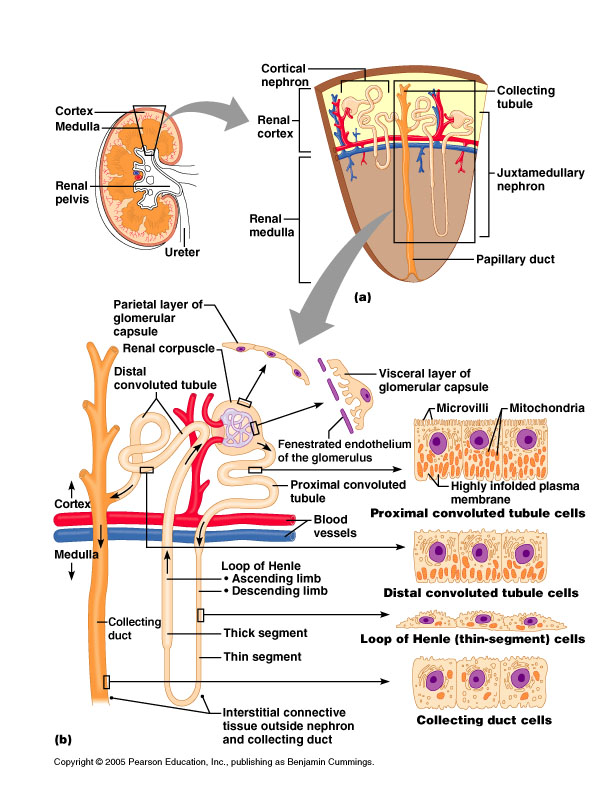 Cortical
nephron
Cortex
Medulla
Renal
cortex
Collecting
tubule
Renal
pelvis
Juxtamedullary
nephron
Renal
medulla
Ureter
Papillary duct
(a)
Parietal layer of
glomerular
capsule
Renal corpuscle
Distal
convoluted tubule
Visceral layer of
glomerular capsule
Fenestrated endothelium
of the glomerulus
Microvilli
Mitochondria
Highly infolded plasma
membrane
Proximal convoluted tubule cells
Proximal convoluted
tubule
Cortex
Blood
vessels
Medulla
Loop of Henle
• Ascending limb
• Descending limb
Distal convoluted tubule cells
Collecting
duct
Thick segment
Loop of Henle (thin-segment) cells
Thin segment
Collecting duct cells
Interstitial connective
tissue outside nephron
and collecting duct
(b)
Copyright © 2005 Pearson Education, Inc., publishing as Benjamin Cummings.